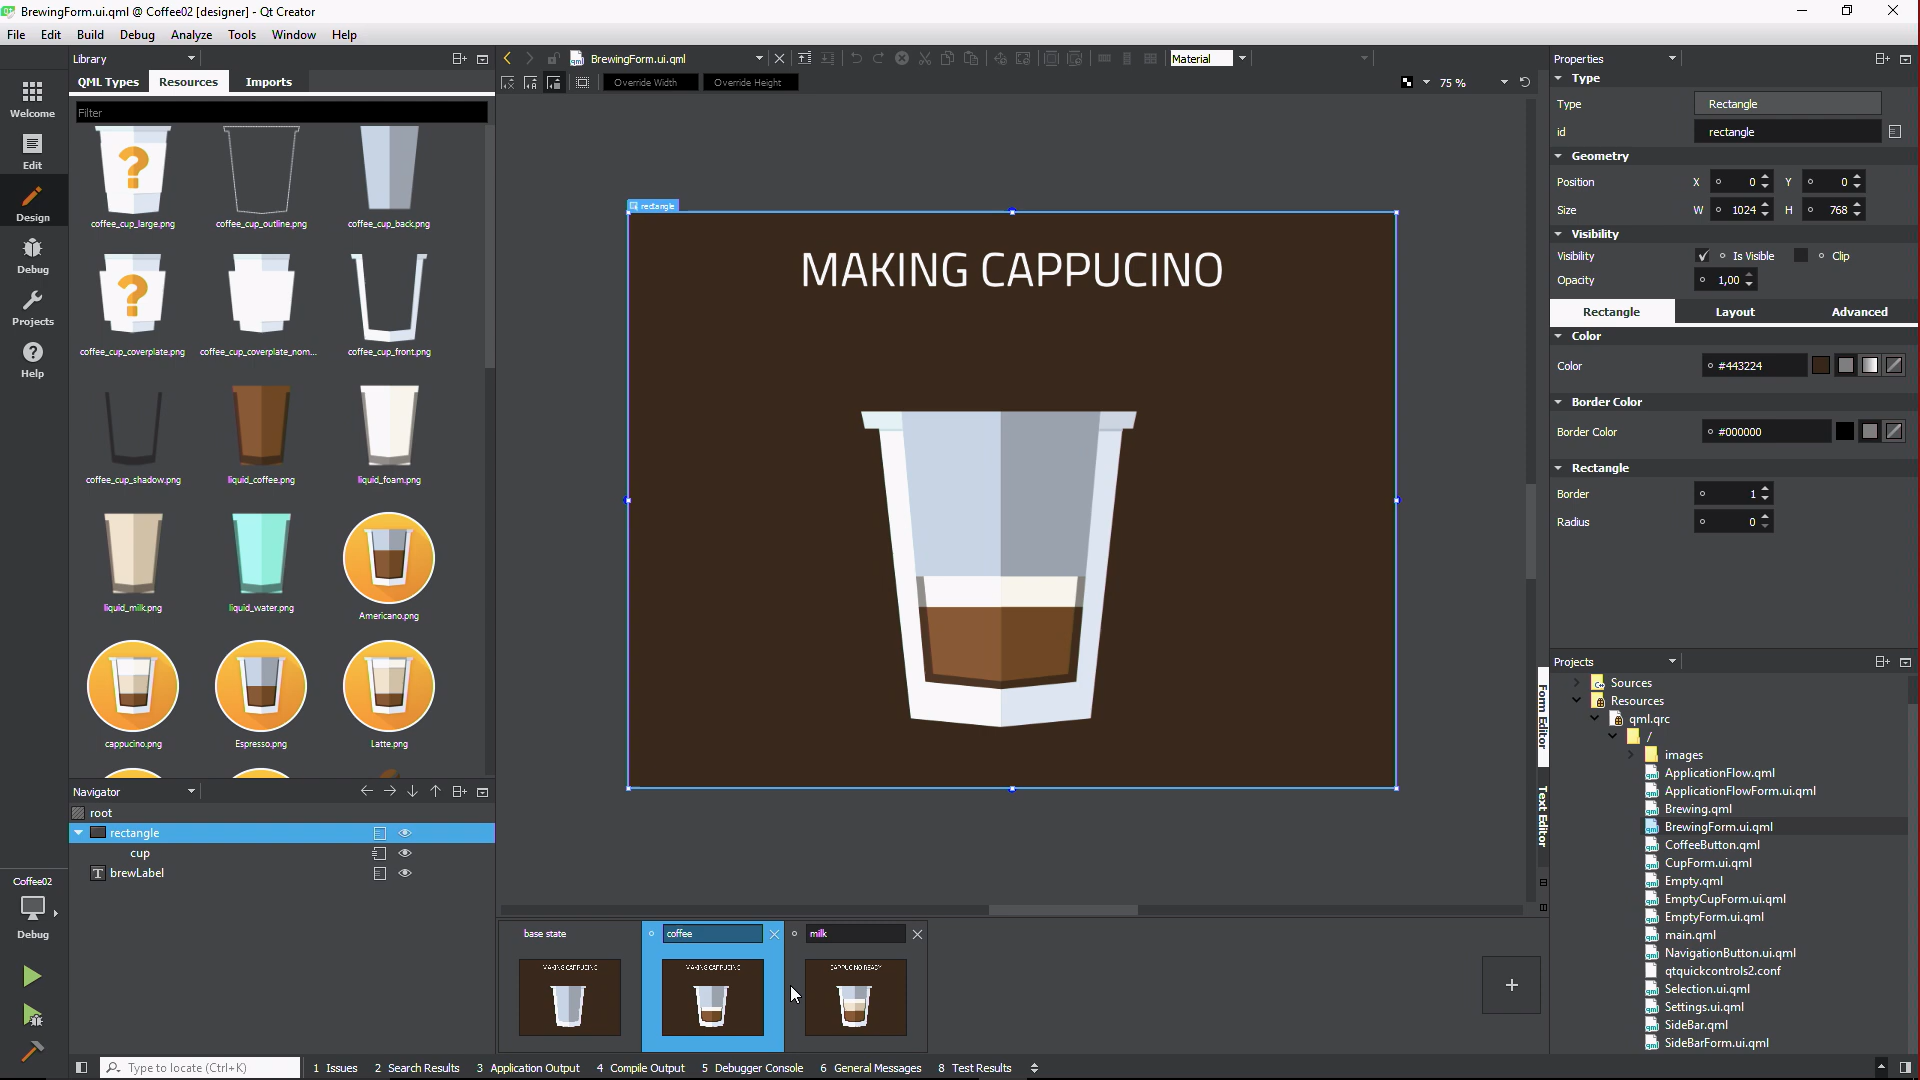 BrewingForm.ui.qml @ Coffee02 [designer] - Qt Creator
File Edit Build Debug Analyze Tools Window Help
Library
QML Types Resources Imports
Filter
coffee_cup_large.png coffee_cup_outline.png coffee_cup_back.png
coffee_cup_coverplate.png coffee_cup_coverplate_nom... coffee_cup_front.png
coffee_cup_shadow.png liquid_coffee.png liquid_foam.png
liquid_milk.png liquid_water.png Americano.png
cappucino.png Espresso.png Latte.png
Welcome
Edit
Design
Debug
Projects
Help
Navigator
root
rectangle
cup
brewLabel
Coffee02
Debug
BrewingForm.ui.qml
Material
Override Width Override Height
75 %
rectangle
MAKING CAPPUCINO
Form Editor
Text Editor
base state
coffee
milk
MAKING CAPPUCINO
MAKING CAPPUCINO
CAPPUCINO READY
+
Properties
Type
Type Rectangle
id rectangle
Geometry
Position X 0 Y 0
Size W 1024 H 768
Visibility
Visibility Is Visible Clip
Opacity 1,00
Rectangle Layout Advanced
Color
Color #443224
Border Color
Border Color #000000
Rectangle
Border 1
Radius 0
Projects
Sources
Resources
qml.qrc
/
images
ApplicationFlow.qml
ApplicationFlowForm.ui.qml
Brewing.qml
BrewingForm.ui.qml
CoffeeButton.qml
CupForm.ui.qml
Empty.qml
EmptyCupForm.ui.qml
EmptyForm.ui.qml
main.qml
NavigationButton.ui.qml
qtquickcontrols2.conf
Selection.ui.qml
Settings.ui.qml
SideBar.qml
SideBarForm.ui.qml
Type to locate (Ctrl+K) 1 Issues 2 Search Results 3 Application Output 4 Compile Output 5 Debugger Console 6 General Messages 8 Test Results